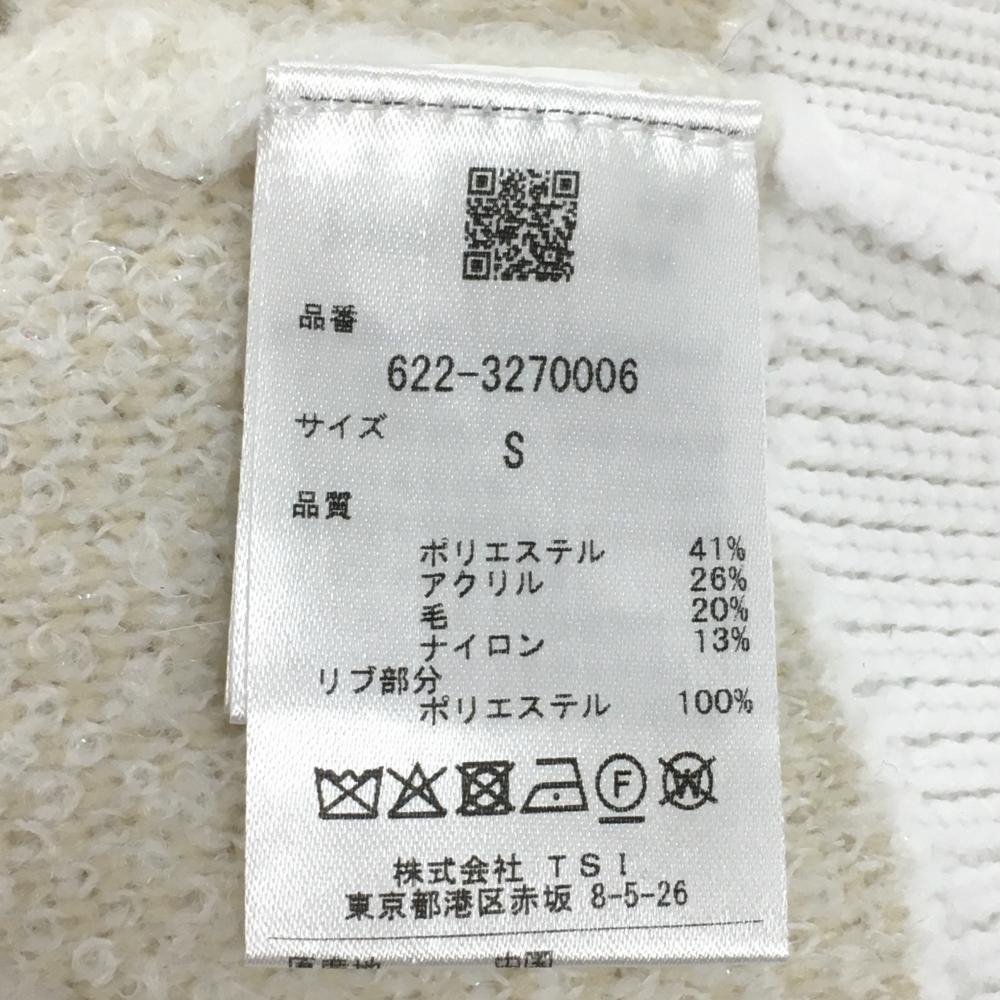 品番
622-3270006
サイズ
S
品質
ポリエステル 41%
アクリル 26%
毛 20%
ナイロン 13%
リブ部分
ポリエステル 100%
F W
株式会社 TSI
東京都港区赤坂 8-5-26